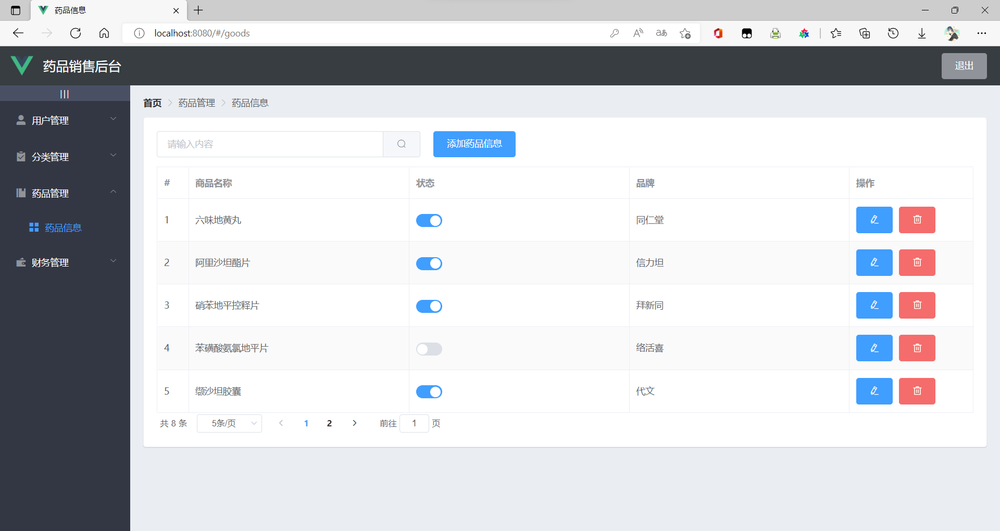 药品信息
localhost:8080/#/goods
药品销售后台
退出
|||
用户管理
分类管理
药品管理
药品信息
财务管理
首页 药品管理 药品信息
请输入内容
添加药品信息
# 商品名称 状态 品牌 操作
1 六味地黄丸 同仁堂
2 阿里沙坦酯片 信力坦
3 硝苯地平控释片 拜新同
4 苯磺酸氨氯地平片 络活喜
5 缬沙坦胶囊 代文
共 8 条 5条/页 1 2 前往 1 页